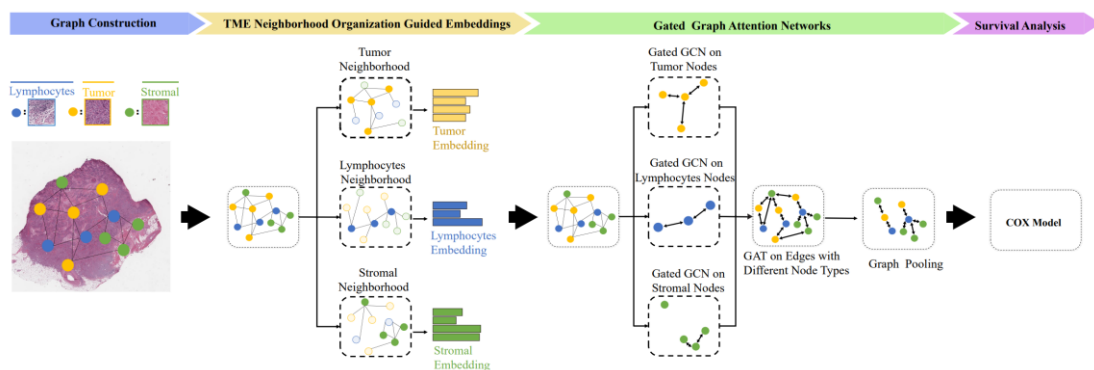 Graph Construction
TME Neighborhood Organization Guided Embeddings
Gated Graph Attention Networks
Survival Analysis
Lymphocytes
Tumor
Stromal
:
:
:
Tumor
Neighborhood
Tumor
Embedding
Lymphocytes
Neighborhood
Lymphocytes
Embedding
Stromal
Neighborhood
Stromal
Embedding
Gated GCN on
Tumor Nodes
Gated GCN on
Lymphocytes Nodes
Gated GCN on
Stromal Nodes
GAT on Edges with
Different Node Types
Graph Pooling
COX Model